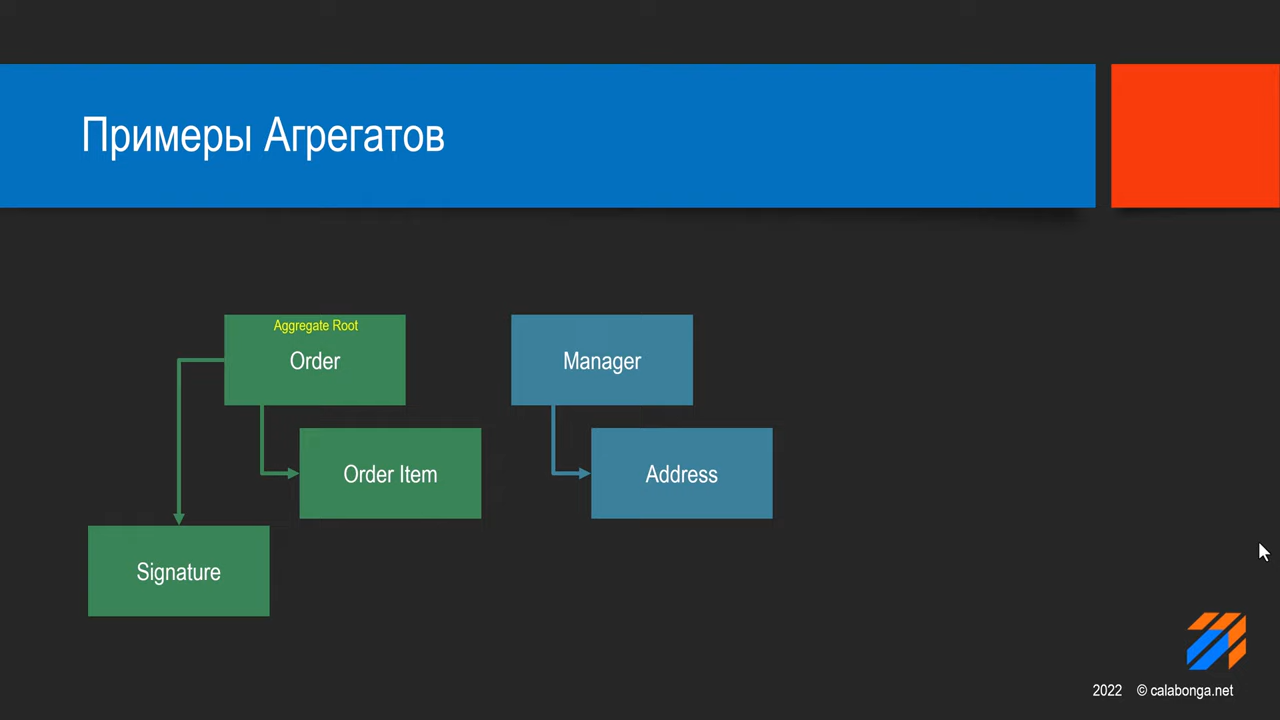 Примеры Агрегатов
Aggregate Root
Order
Manager
Order Item
Address
Signature
2022 © calabonga.net